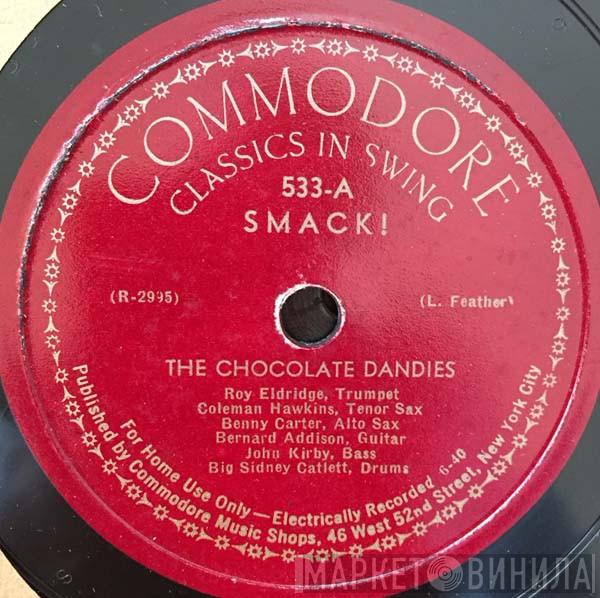 COMMODORE
CLASSICS IN SWING
533-A
SMACK!
(R-2995)
(L. Feather)
THE CHOCOLATE DANDIES
Roy Eldridge, Trumpet
Coleman Hawkins, Tenor Sax
Benny Carter, Alto Sax
Bernard Addison, Guitar
John Kirby, Bass
Big Sidney Catlett, Drums
For Home Use Only—Electrically Recorded 6-40
Published by Commodore Music Shops, 46 West 52nd Street, New York City
МАРКЕТ ВИНИЛА